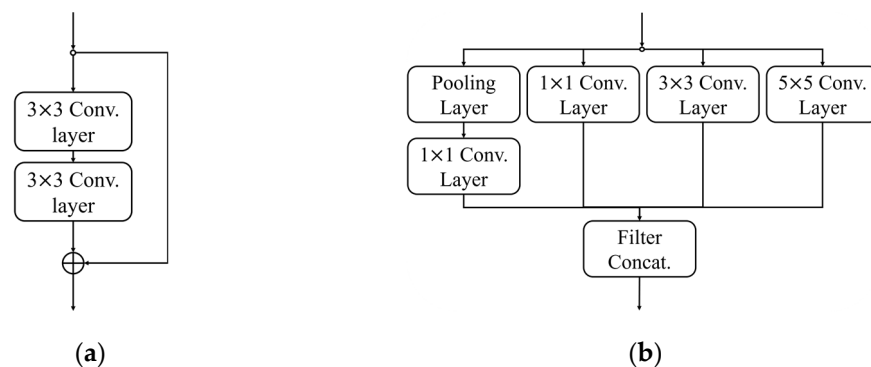 3×3 Conv.
layer
3×3 Conv.
layer
(a)
Pooling
Layer
1×1 Conv.
Layer
1×1 Conv.
Layer
3×3 Conv.
Layer
5×5 Conv.
Layer
Filter
Concat.
(b)